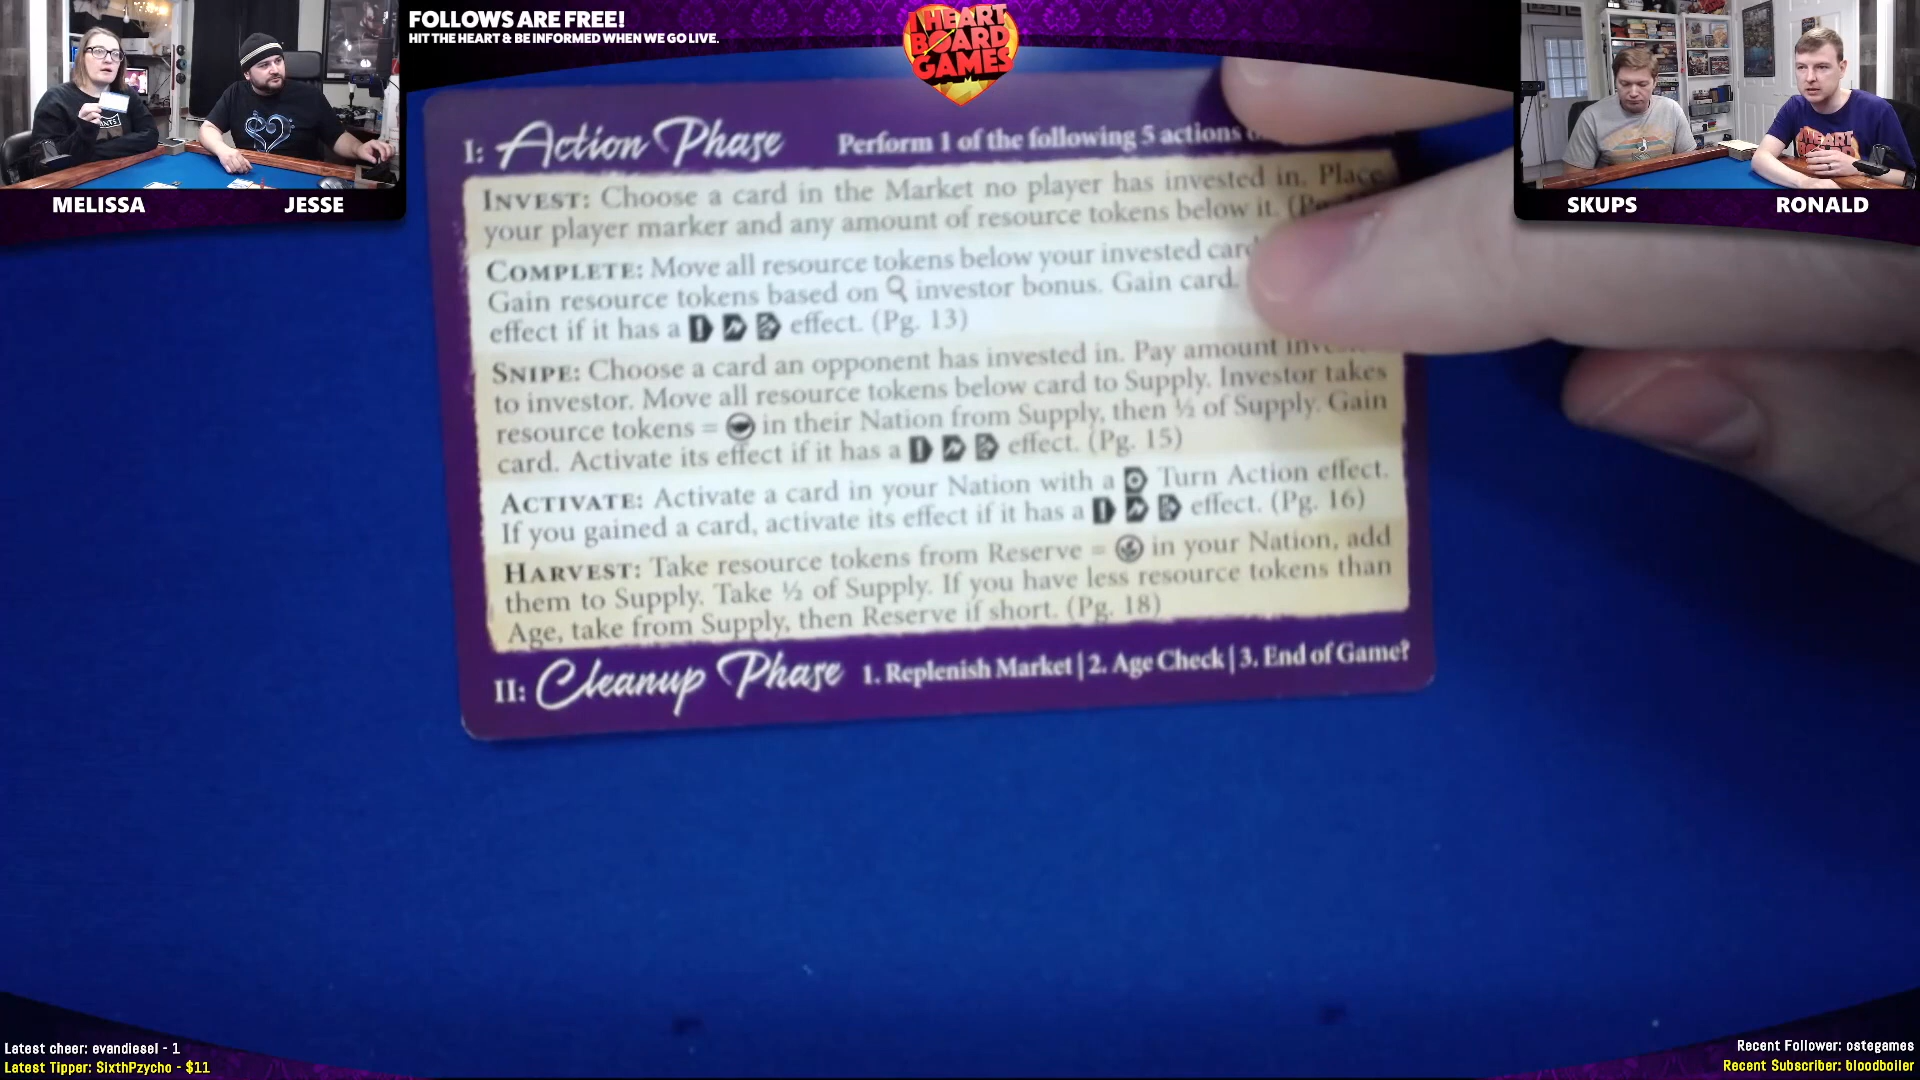 FOLLOWS ARE FREE!
HIT THE HEART & BE INFORMED WHEN WE GO LIVE.
I HEART
BOARD
GAMES
MELISSA
JESSE
SKUPS
RONALD
I: Action Phase Perform 1 of the following 5 actions
INVEST: Choose a card in the Market no player has invested in. Place
your player marker and any amount of resource tokens below it.
COMPLETE: Move all resource tokens below your invested card
Gain resource tokens based on investor bonus. Gain card.
effect if it has a effect. (Pg. 13)
SNIPE: Choose a card an opponent has invested in. Pay amount
to investor. Move all resource tokens below card to Supply. Investor takes
resource tokens = in their Nation from Supply, then ½ of Supply. Gain
card. Activate its effect if it has a effect. (Pg. 15)
ACTIVATE: Activate a card in your Nation with a Turn Action effect.
If you gained a card, activate its effect if it has a effect. (Pg. 16)
HARVEST: Take resource tokens from Reserve = in your Nation, add
them to Supply. Take ½ of Supply. If you have less resource tokens than
Age, take from Supply, then Reserve if short. (Pg. 18)
II: Cleanup Phase 1. Replenish Market | 2. Age Check | 3. End of Game?
Latest cheer: evandiesel - 1
Latest Tipper: SixthPzycho - $11
Recent Follower: ostegames
Recent Subscriber: bloodboiler